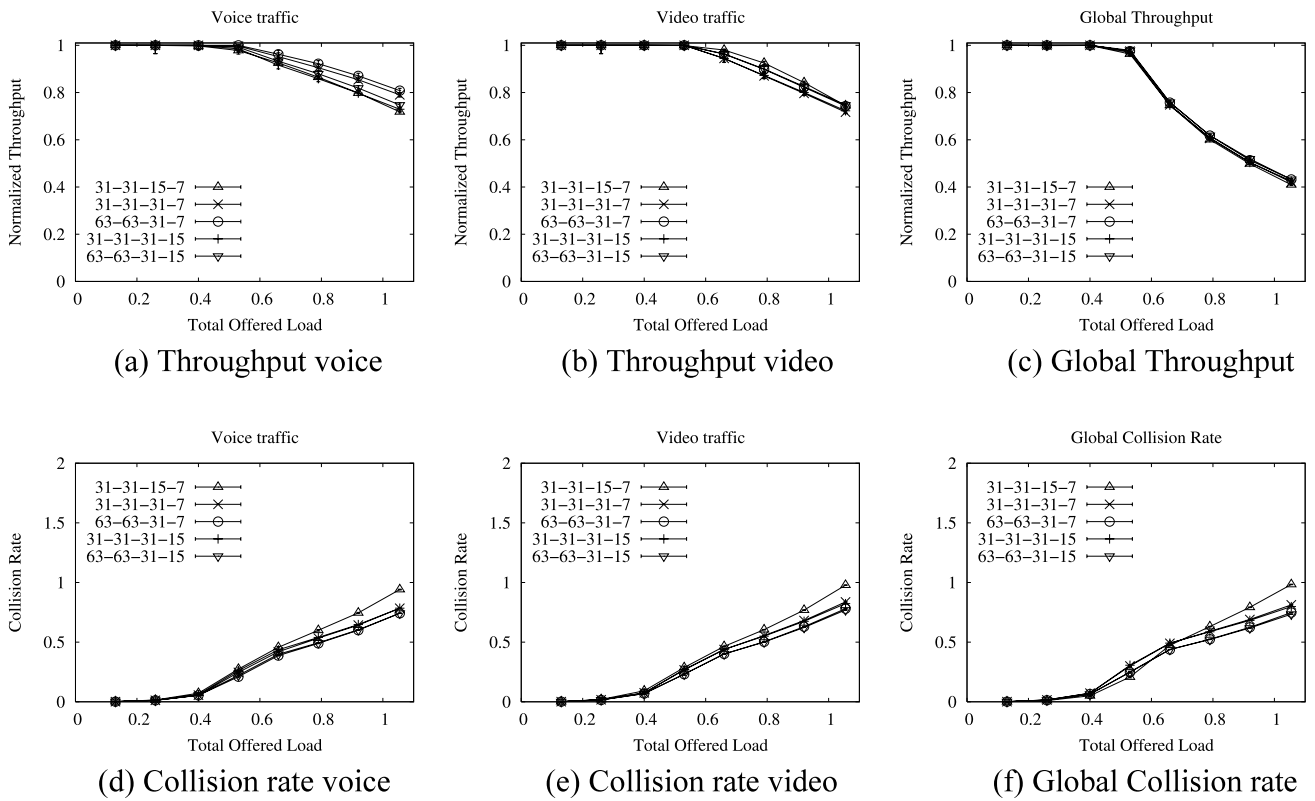 Voice traffic
Normalized Throughput
1
0.8
0.6
0.4
0.2
0
31−31−15−7
31−31−31−7
63−63−31−7
31−31−31−15
63−63−31−15
0 0.2 0.4 0.6 0.8 1
Total Offered Load
(a) Throughput voice
Video traffic
Normalized Throughput
1
0.8
0.6
0.4
0.2
0
31−31−15−7
31−31−31−7
63−63−31−7
31−31−31−15
63−63−31−15
0 0.2 0.4 0.6 0.8 1
Total Offered Load
(b) Throughput video
Global Throughput
Normalized Throughput
1
0.8
0.6
0.4
0.2
0
31−31−15−7
31−31−31−7
63−63−31−7
31−31−31−15
63−63−31−15
0 0.2 0.4 0.6 0.8 1
Total Offered Load
(c) Global Throughput
Voice traffic
Collision Rate
2
1.5
1
0.5
0
31−31−15−7
31−31−31−7
63−63−31−7
31−31−31−15
63−63−31−15
0 0.2 0.4 0.6 0.8 1
Total Offered Load
(d) Collision rate voice
Video traffic
Collision Rate
2
1.5
1
0.5
0
31−31−15−7
31−31−31−7
63−63−31−7
31−31−31−15
63−63−31−15
0 0.2 0.4 0.6 0.8 1
Total Offered Load
(e) Collision rate video
Global Collision Rate
Collision Rate
2
1.5
1
0.5
0
31−31−15−7
31−31−31−7
63−63−31−7
31−31−31−15
63−63−31−15
0 0.2 0.4 0.6 0.8 1
Total Offered Load
(f) Global Collision rate